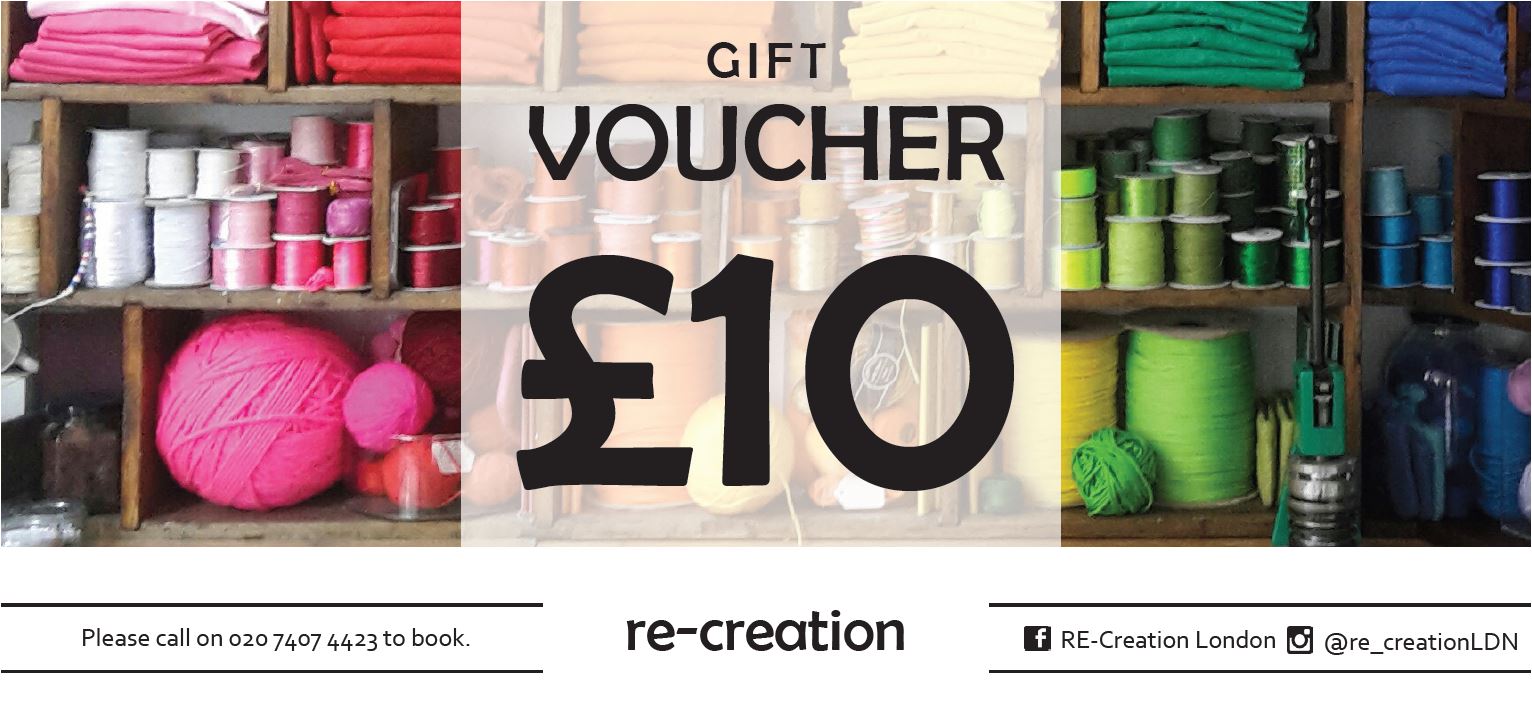 GIFT
VOUCHER
£10
Please call on 020 7407 4423 to book.
re-creation
RE-Creation London @re_creationLDN